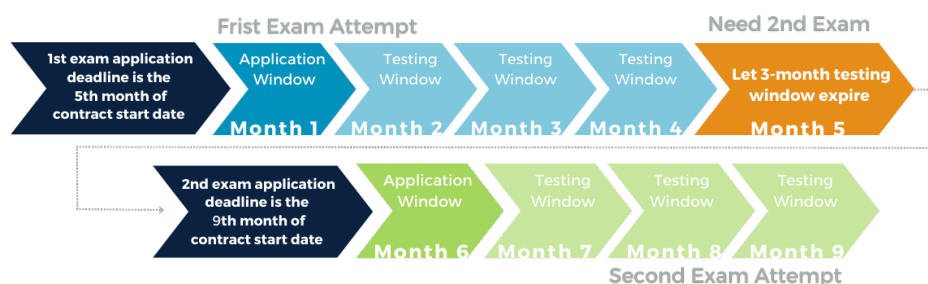 Frist Exam Attempt
Need 2nd Exam
1st exam application
deadline is the
5th month of
contract start date
Application
Window
Month 1
Testing
Window
Month 2
Testing
Window
Month 3
Testing
Window
Month 4
Let 3-month testing
window expire
Month 5
2nd exam application
deadline is the
9th month of
contract start date
Application
Window
Month 6
Testing
Window
Month 7
Testing
Window
Month 8
Testing
Window
Month 9
Second Exam Attempt